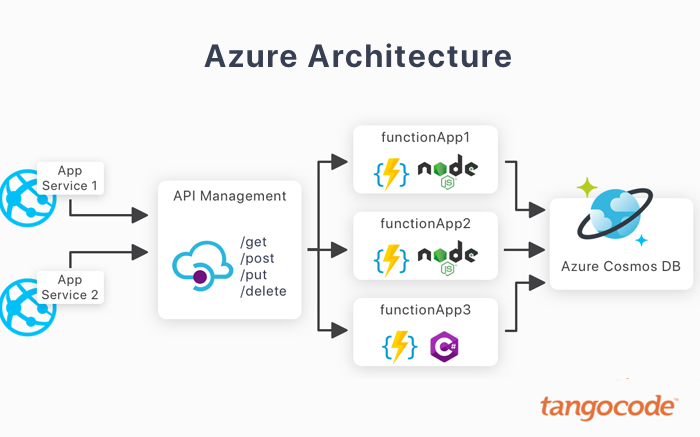 Azure Architecture
App
Service 1
App
Service 2
API Management
/get
/post
/put
/delete
functionApp1
node
JS
functionApp2
node
JS
functionApp3
C#
Azure Cosmos DB
tangocode™